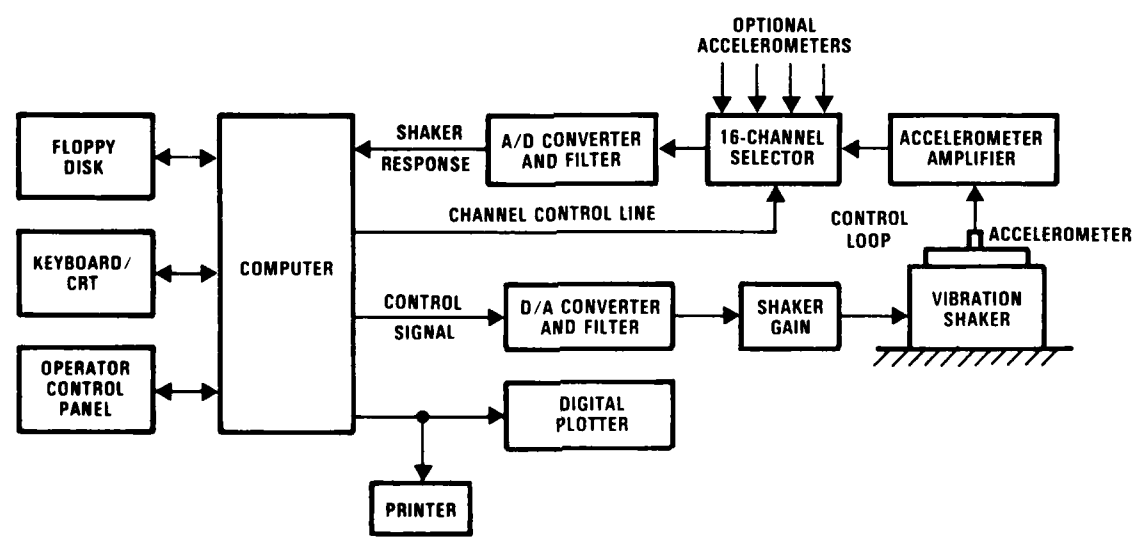 OPTIONAL
ACCELEROMETERS
FLOPPY
DISK
SHAKER
RESPONSE
A/D CONVERTER
AND FILTER
16-CHANNEL
SELECTOR
ACCELEROMETER
AMPLIFIER
CHANNEL CONTROL LINE
CONTROL
LOOP
ACCELEROMETER
KEYBOARD/
CRT
COMPUTER
CONTROL
SIGNAL
D/A CONVERTER
AND FILTER
SHAKER
GAIN
VIBRATION
SHAKER
OPERATOR
CONTROL
PANEL
DIGITAL
PLOTTER
PRINTER